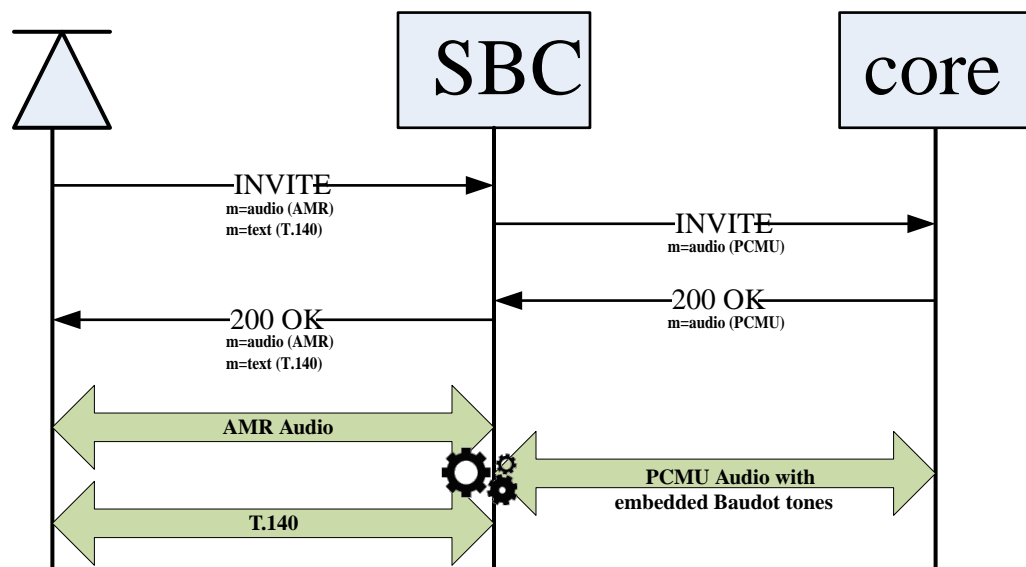 SBC
core
INVITE
m=audio (AMR)
m=text (T.140)
INVITE
m=audio (PCMU)
200 OK
m=audio (PCMU)
200 OK
m=audio (AMR)
m=text (T.140)
AMR Audio
PCMU Audio with
embedded Baudot tones
T.140